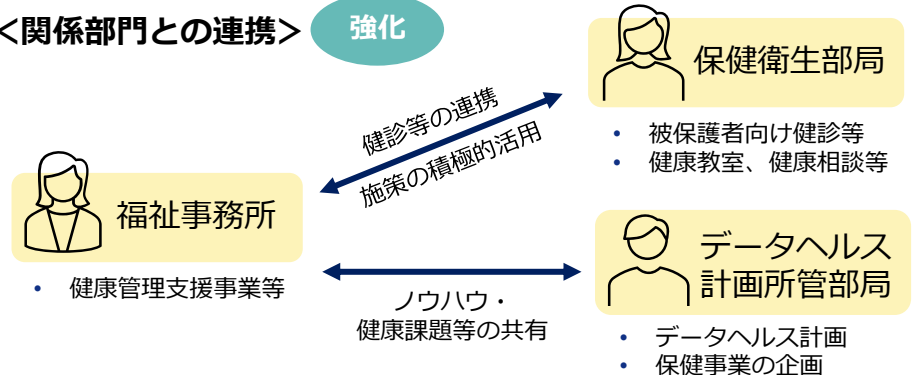 <関係部門との連携>
強化
保健衛生部局
• 被保護者向け健診等
• 健康教室、健康相談等
健診等の連携
施策の積極的活用
福祉事務所
• 健康管理支援事業等
ノウハウ・
健康課題等の共有
データヘルス
計画所管部局
• データヘルス計画
• 保健事業の企画